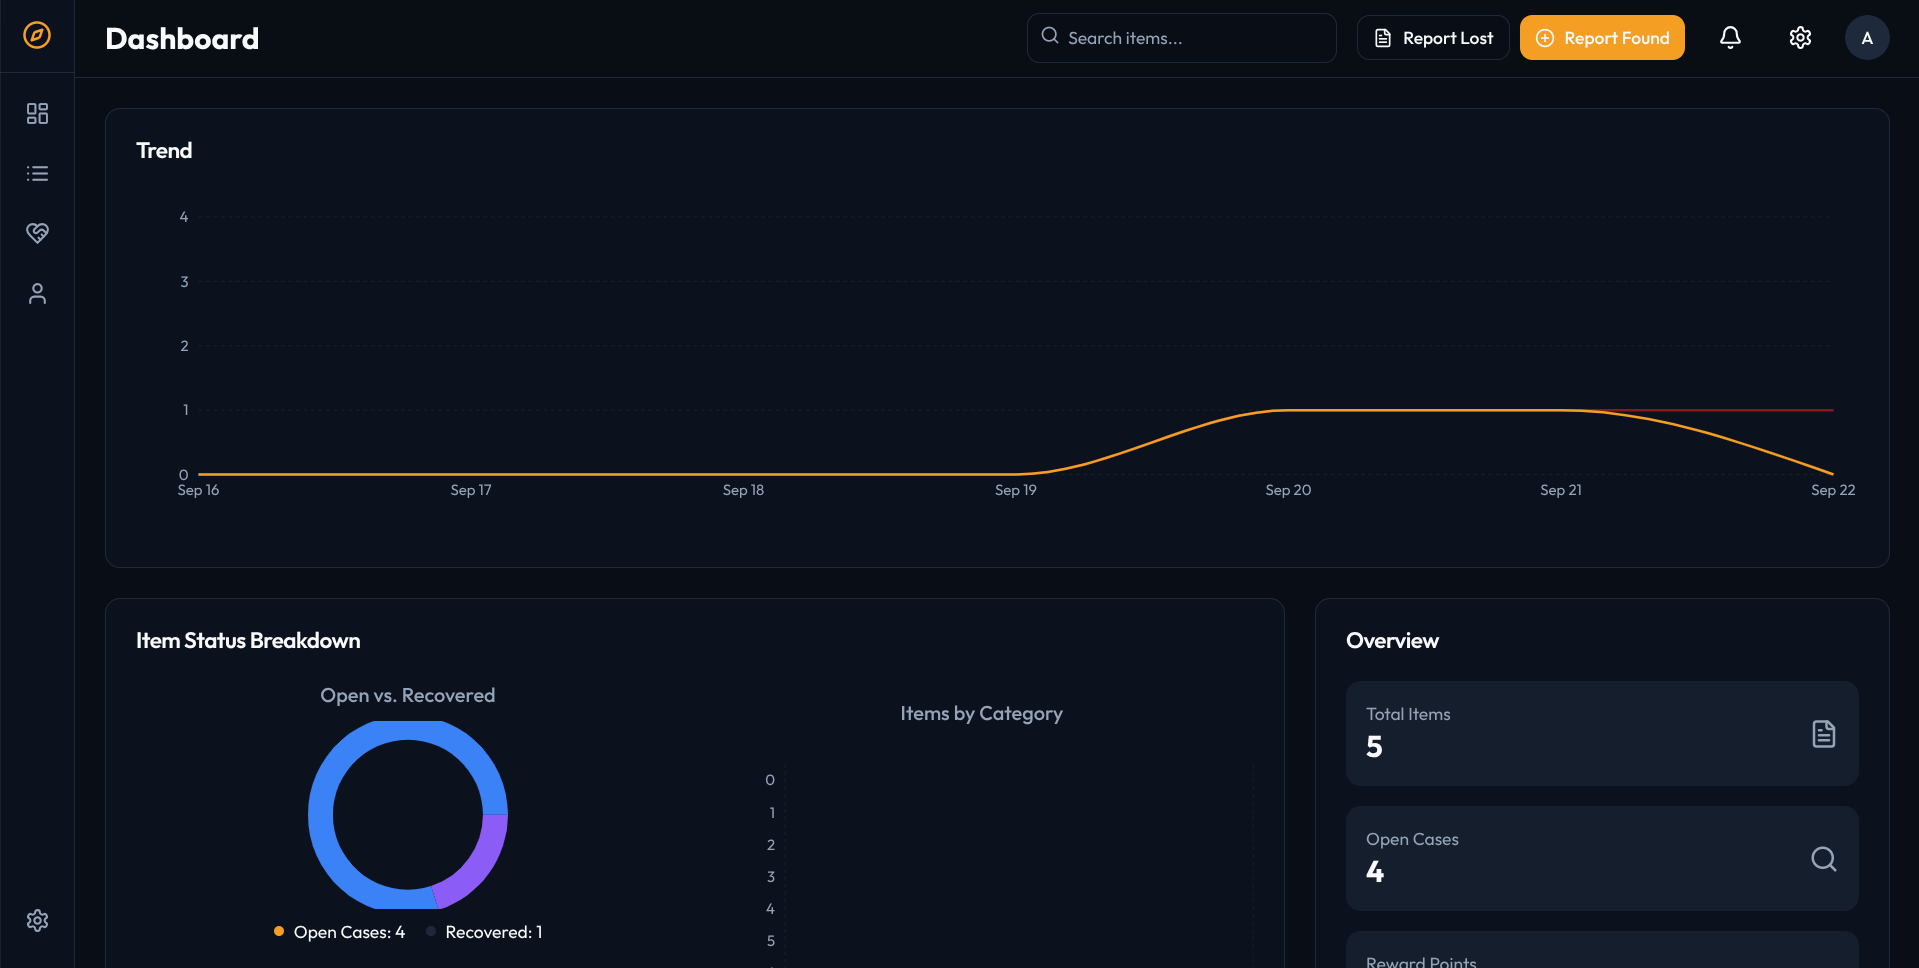 Dashboard
Search items...
Report Lost
Report Found
A
Trend
4
3
2
1
0
Sep 16
Sep 17
Sep 18
Sep 19
Sep 20
Sep 21
Sep 22
Item Status Breakdown
Open vs. Recovered
Open Cases: 4
Recovered: 1
Items by Category
0
1
2
3
4
5
Overview
Total Items
5
Open Cases
4
Reward Points